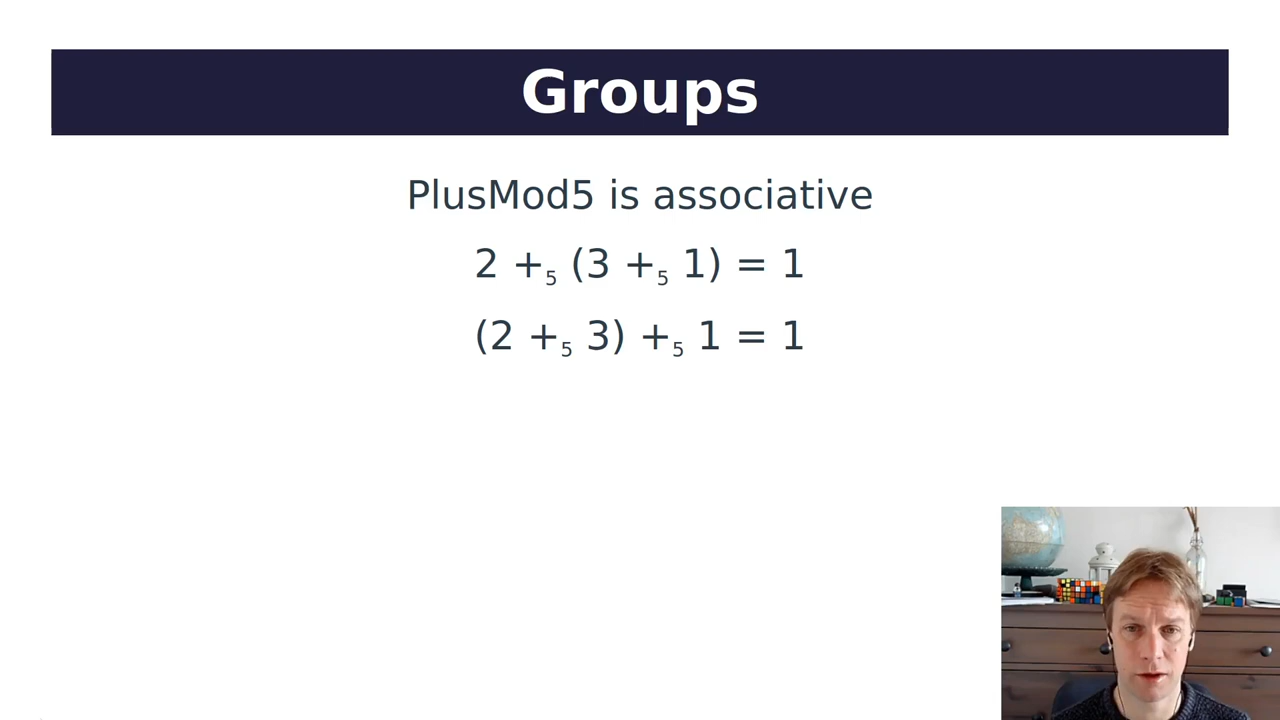 Groups
PlusMod5 is associative
2 +₅ (3 +₅ 1) = 1
(2 +₅ 3) +₅ 1 = 1